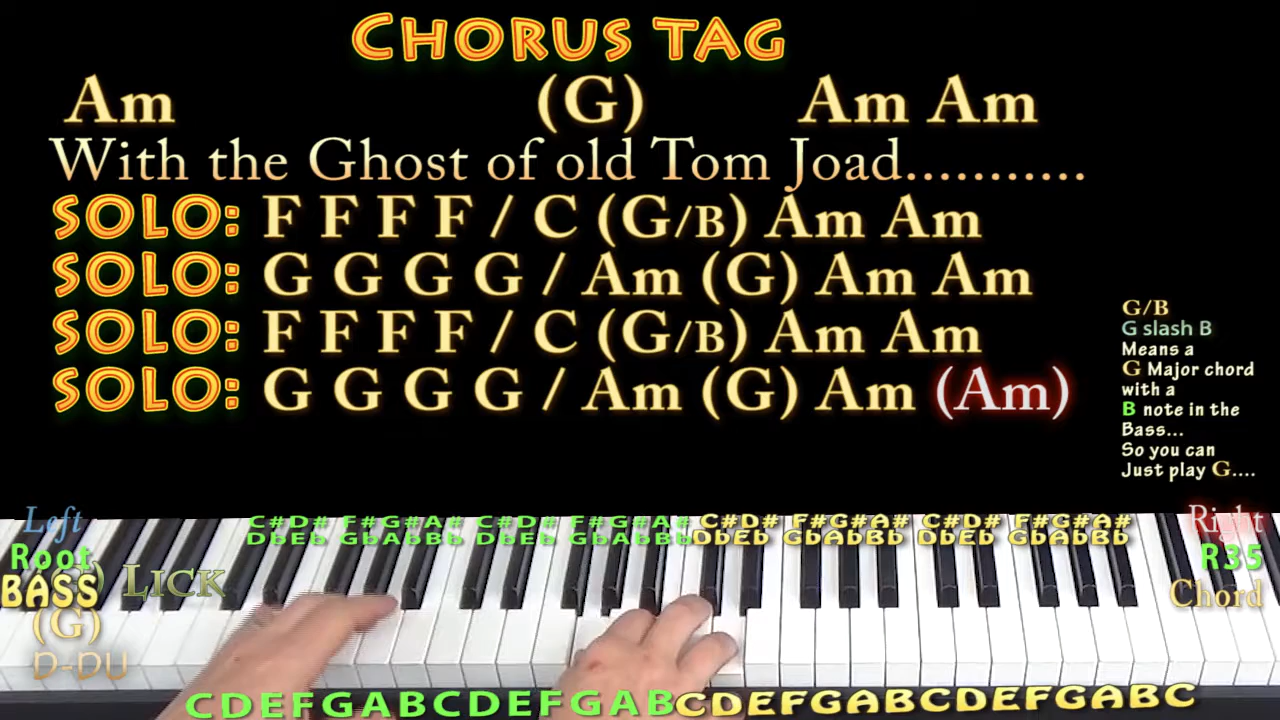 CHORUS TAG
Am (G) Am Am
With the Ghost of old Tom Joad...........
SOLO: F F F F / C (G/B) Am Am
SOLO: G G G G / Am (G) Am Am
SOLO: F F F F / C (G/B) Am Am
SOLO: G G G G / Am (G) Am (Am)
G/B
G slash B
Means a
G Major chord
with a
B note in the
Bass...
So you can
Just play G....
Left
Root
BASS
LICK
(G)
D-DU
C#D# F#G#A# C#D# F#G#A# C#D# F#G#A# C#D# F#G#A#
DbEb GbAbBb DbEb GbAbBb DbEb GbAbBb DbEb GbAbBb
Right
R35
Chord
CDEFGABCDEFGABCDEFGABCDEFGABC